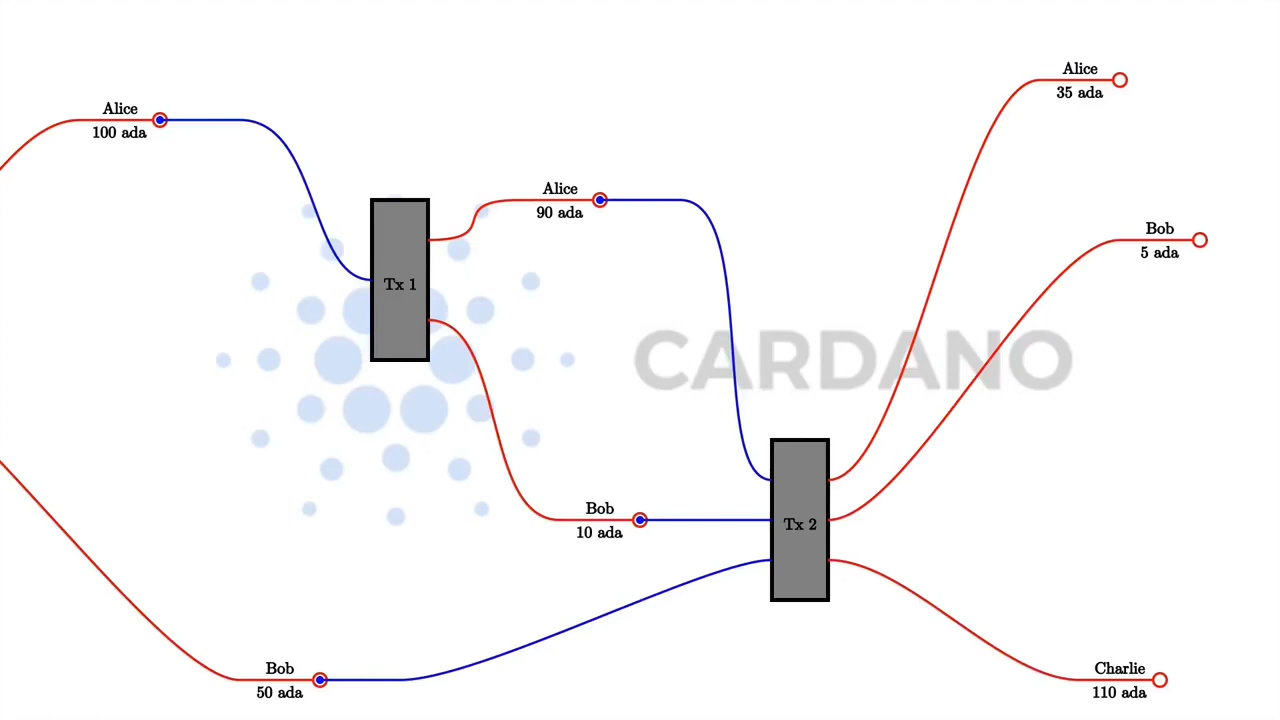 Alice
35 ada
Alice
100 ada
Alice
90 ada
Bob
5 ada
Tx 1
CARDANO
Bob
10 ada
Tx 2
Bob
50 ada
Charlie
110 ada